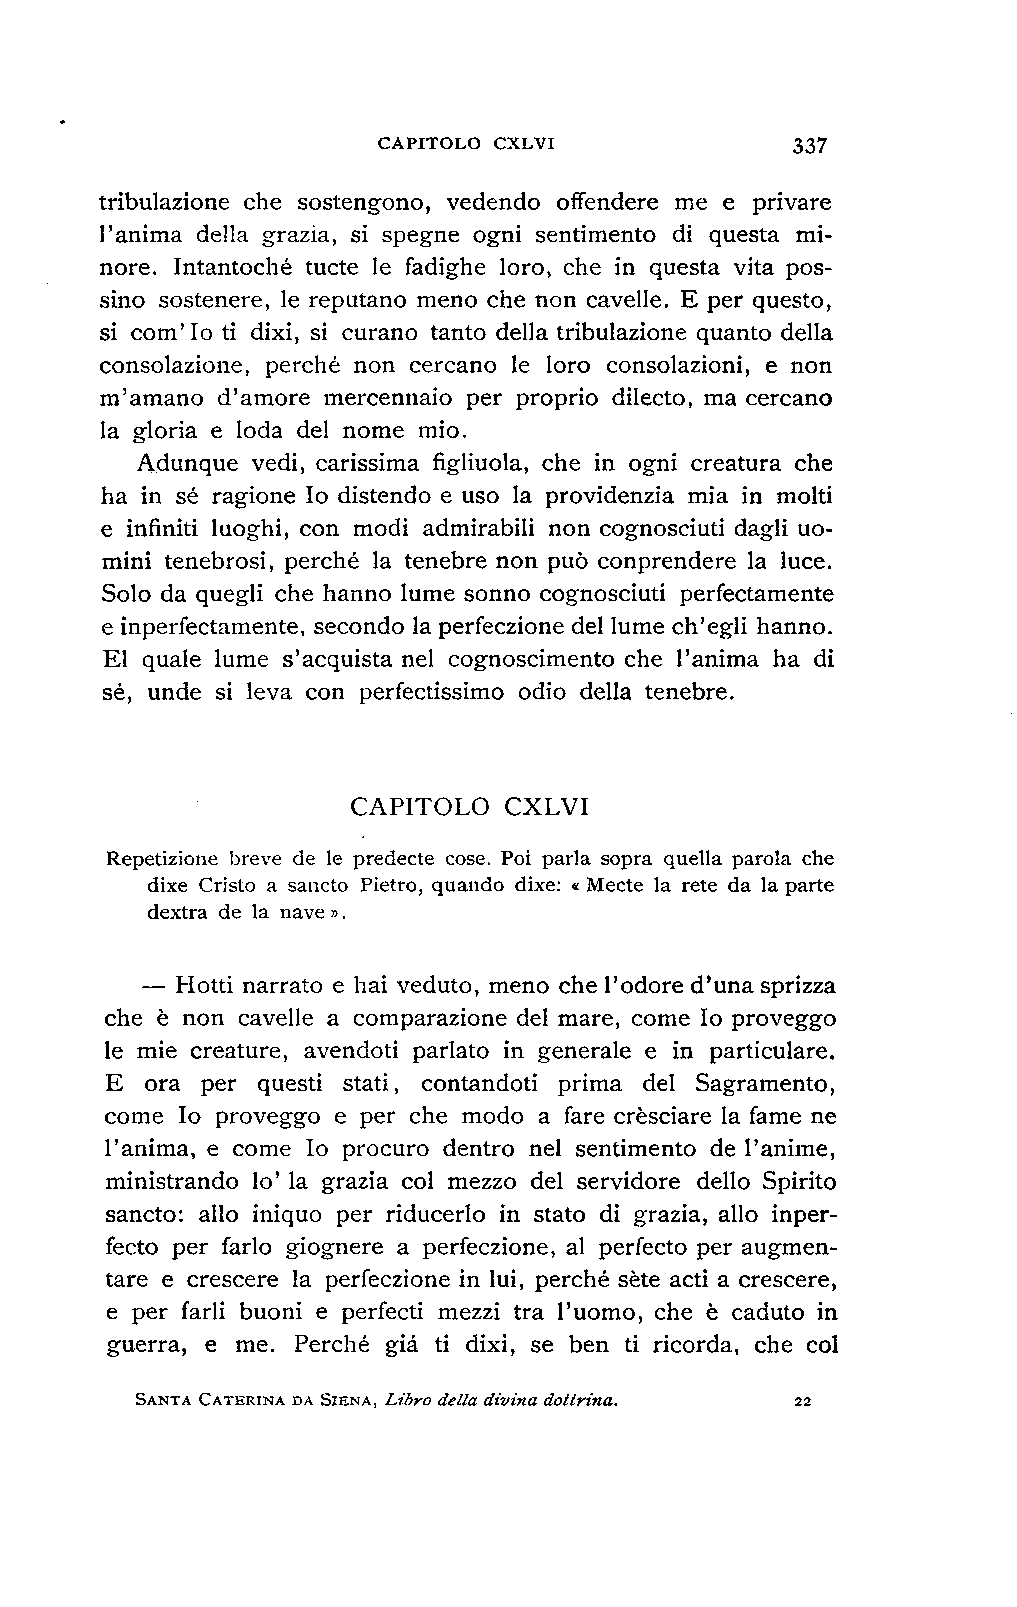 CAPITOLO CXLVI 337
tribulazione che sostengono, vedendo offendere me e privare
l'anima della grazia, si spegne ogni sentimento di questa mi-
nore. Intantoché tucte le fadighe loro, che in questa vita pos-
sino sostenere, le reputano meno che non cavelle. E per questo,
si com' Io ti dixi, si curano tanto della tribulazione quanto della
consolazione, perché non cercano le loro consolazioni, e non
m'amano d'amore mercennaio per proprio dilecto, ma cercano
la gloria e loda del nome mio.
Adunque vedi, carissima figliuola, che in ogni creatura che
ha in sé ragione Io distendo e uso la providenzia mia in molti
e infiniti luoghi, con modi admirabili non cognosciuti dagli uo-
mini tenebrosi, perché la tenebre non può conprendere la luce.
Solo da quegli che hanno lume sonno cognosciuti perfectamente
e inperfectamente, secondo la perfeczione del lume ch'egli hanno.
El quale lume s'acquista nel cognoscimento che l'anima ha di
sé, unde si leva con perfectissimo odio della tenebre.
CAPITOLO CXLVI
Repetizione breve de le predecte cose. Poi parla sopra quella parola che
dixe Cristo a sancto Pietro, quando dixe: « Mecte la rete da la parte
dextra de la nave ».
— Hotti narrato e hai veduto, meno che l'odore d'una sprizza
che è non cavelle a comparazione del mare, come Io proveggo
le mie creature, avendoti parlato in generale e in particulare.
E ora per questi stati, contandoti prima del Sagramento,
come Io proveggo e per che modo a fare crèsciare la fame ne
l'anima, e come Io procuro dentro nel sentimento de l'anime,
ministrando lo' la grazia col mezzo del servidore dello Spirito
sancto: allo iniquo per riducerlo in stato di grazia, allo inper-
fecto per farlo giognere a perfeczione, al perfecto per augmen-
tare e crescere la perfeczione in lui, perché sète acti a crescere,
e per farli buoni e perfecti mezzi tra l'uomo, che è caduto in
guerra, e me. Perché giá ti dixi, se ben ti ricorda, che col
SANTA CATERINA DA SIENA, Libro della divina dottrina. 22